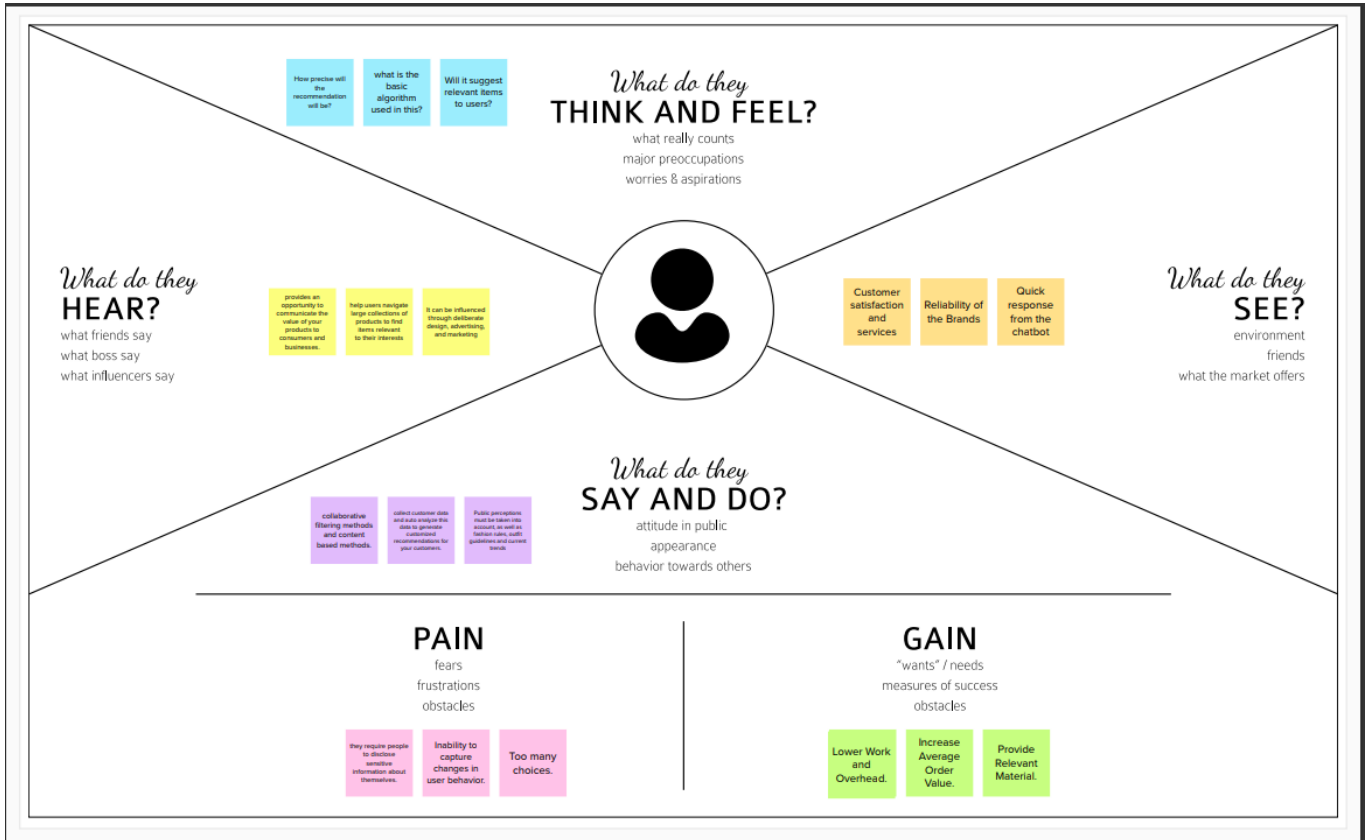 How precise will
the
recommendation
will be?
what is the
basic
algorithm
used in this?
Will it suggest
relevant items
to users?
What do they
THINK AND FEEL?
what really counts
major preoccupations
worries & aspirations
What do they
HEAR?
what friends say
what boss say
what influencers say
provides an
opportunity to
communicate the
value of your
products to
consumers and
businesses.
help users navigate
large collections of
products to find
items relevant
to their interests
It can be influenced
through deliberate
design, advertising,
and marketing
Customer
satisfaction
and
services
Reliability of
the Brands
Quick
response
from the
chatbot
What do they
SEE?
environment
friends
what the market offers
What do they
SAY AND DO?
attitude in public
appearance
behavior towards others
collaborative
filtering methods
and content
based methods.
collect customer data
and auto analyze this
data to generate
customized
recommendations for
your customers.
Public perceptions
must be taken into
account, as well as
fashion rules, outfit
guidelines and current
trends
PAIN
fears
frustrations
obstacles
they require people
to disclose
sensitive
information about
themselves.
Inability to
capture
changes in
user behavior.
Too many
choices.
GAIN
“wants” / needs
measures of success
obstacles
Lower Work
and
Overhead.
Increase
Average
Order
Value.
Provide
Relevant
Material.